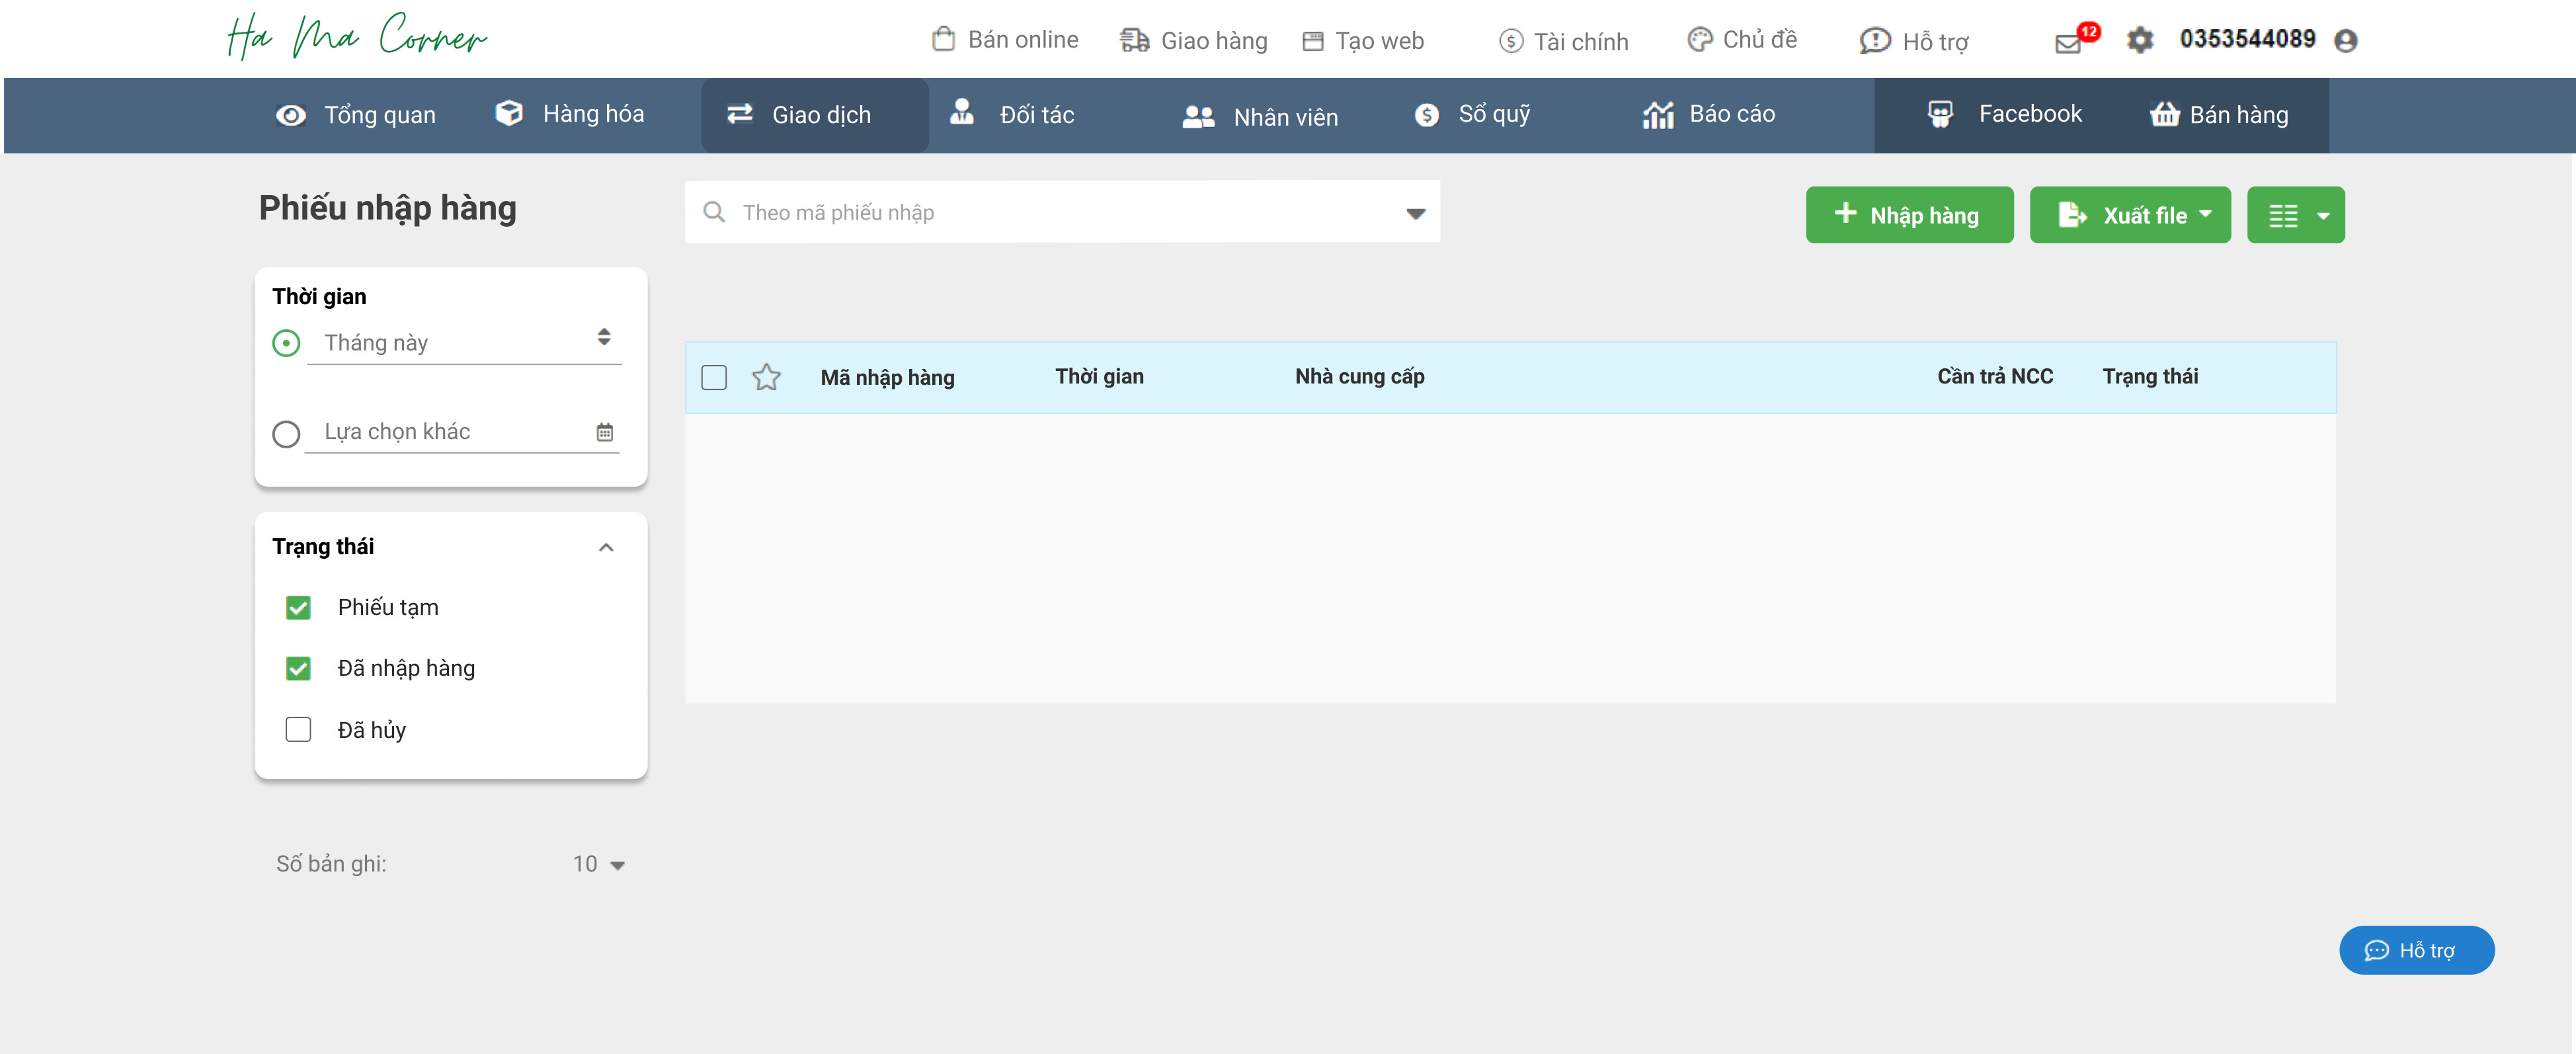 Ha Ma Corner
Bán online
Giao hàng
Tạo web
Tài chính
Chủ đề
Hỗ trợ
12
0353544089
Tổng quan
Hàng hóa
Giao dịch
Đối tác
Nhân viên
Sổ quỹ
Báo cáo
Facebook
Bán hàng
Phiếu nhập hàng
Theo mã phiếu nhập
Nhập hàng
Xuất file
Thời gian
Tháng này
Lựa chọn khác
Mã nhập hàng
Thời gian
Nhà cung cấp
Cần trả NCC
Trạng thái
Trạng thái
Phiếu tạm
Đã nhập hàng
Đã hủy
Số bản ghi:
10
Hỗ trợ